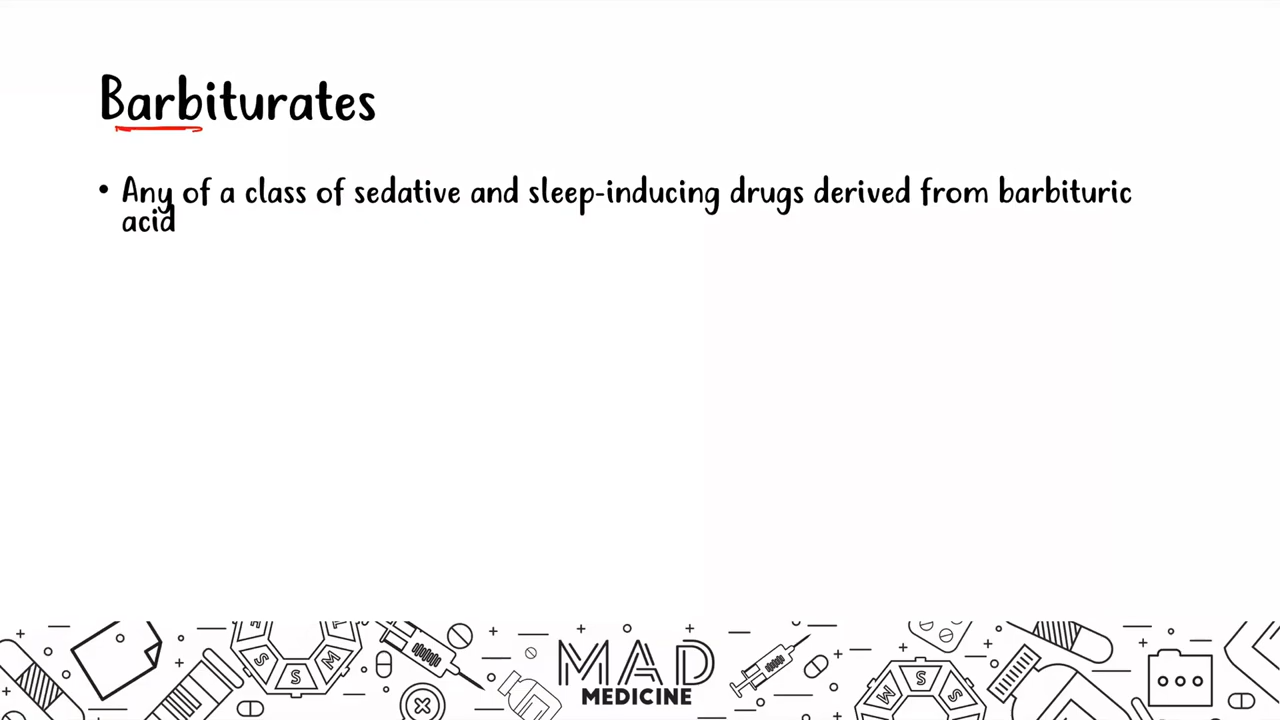 Barbiturates
• Any of a class of sedative and sleep-inducing drugs derived from barbituric
acid
MAD
MEDICINE